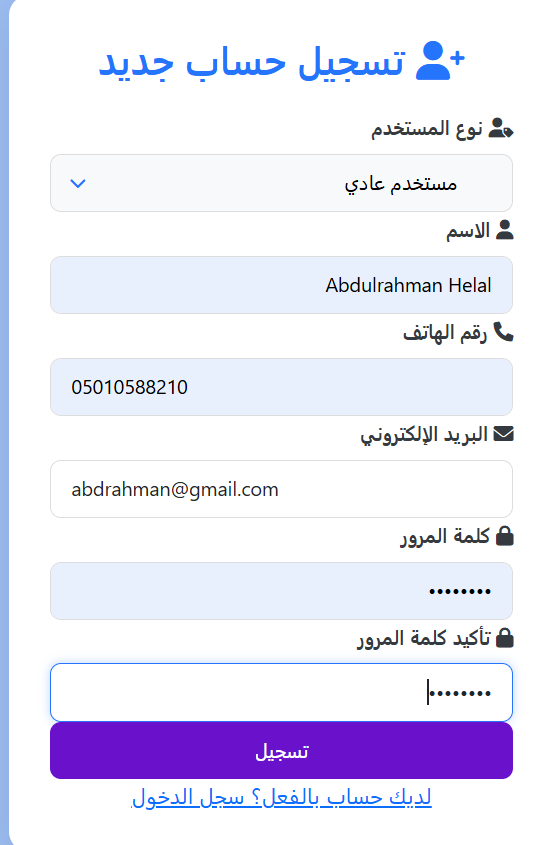 تسجيل حساب جديد
نوع المستخدم
مستخدم عادي
الاسم
Abdulrahman Helal
رقم الهاتف
05010588210
البريد الإلكتروني
abdrahman@gmail.com
كلمة المرور
••••••••
تأكيد كلمة المرور
••••••••
تسجيل
لديك حساب بالفعل؟ سجل الدخول